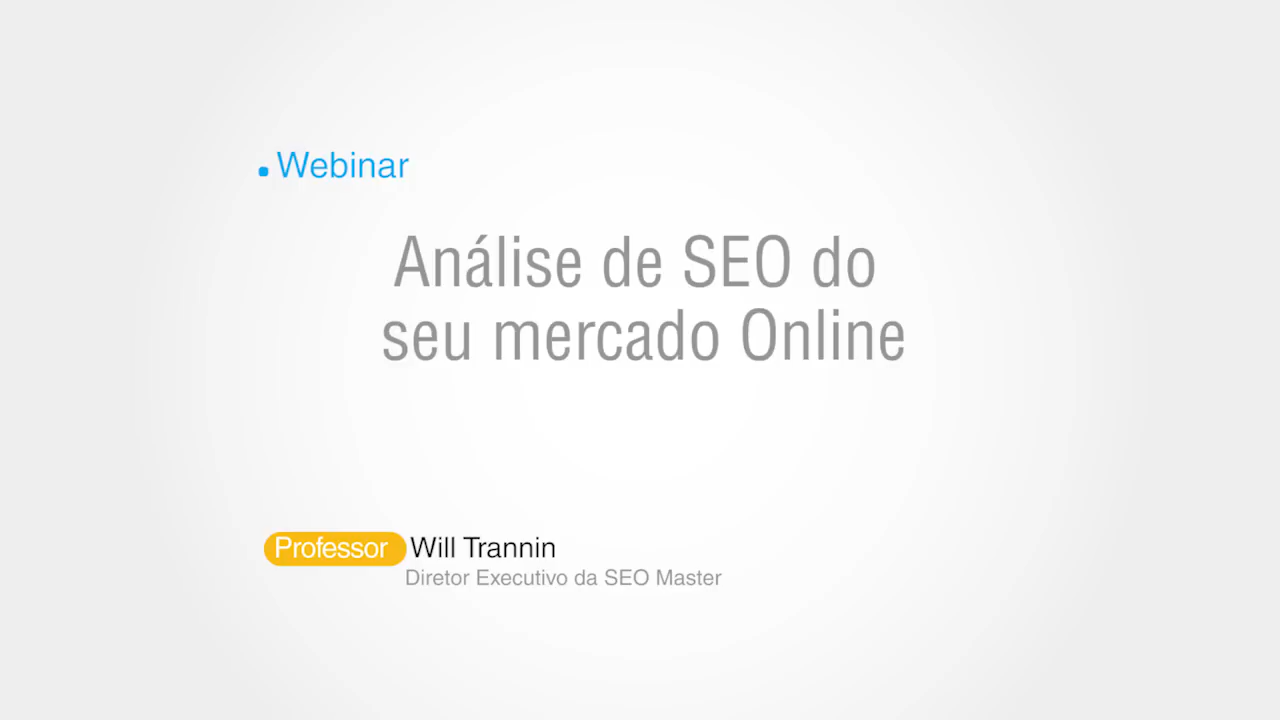 Webinar
Análise de SEO do
seu mercado Online
Professor Will Trannin
Diretor Executivo da SEO Master